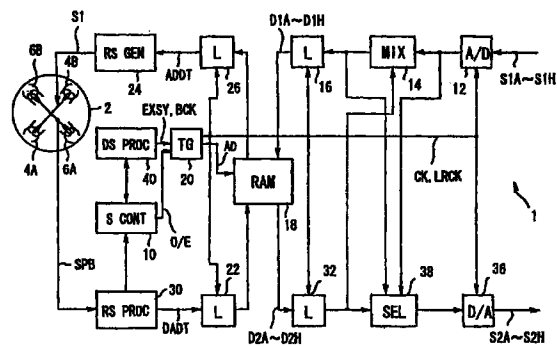 S1
D1A~D1H
6B
4B
RS GEN
24
ADDT
L
26
L
16
MIX
14
A/D
12
S1A~S1H
2
EXSY, BCK
4A
6A
DS PROC
40
TG
20
AD
RAM
18
CK, LRCK
1
S CONT
10
O/E
SPB
RS PROC
30
DADT
22
L
32
L
38
SEL
36
D/A
D2A~D2H
S2A~S2H